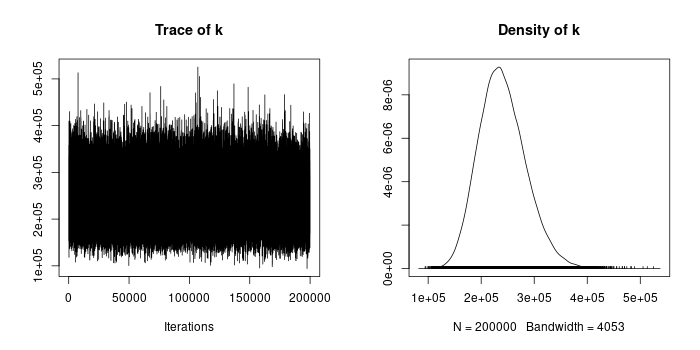 Trace of k
5e+05
4e+05
3e+05
2e+05
1e+05
0
50000
100000
150000
200000
Iterations
Density of k
8e-06
6e-06
4e-06
0e+00
1e+05
2e+05
3e+05
4e+05
5e+05
N = 200000 Bandwidth = 4053